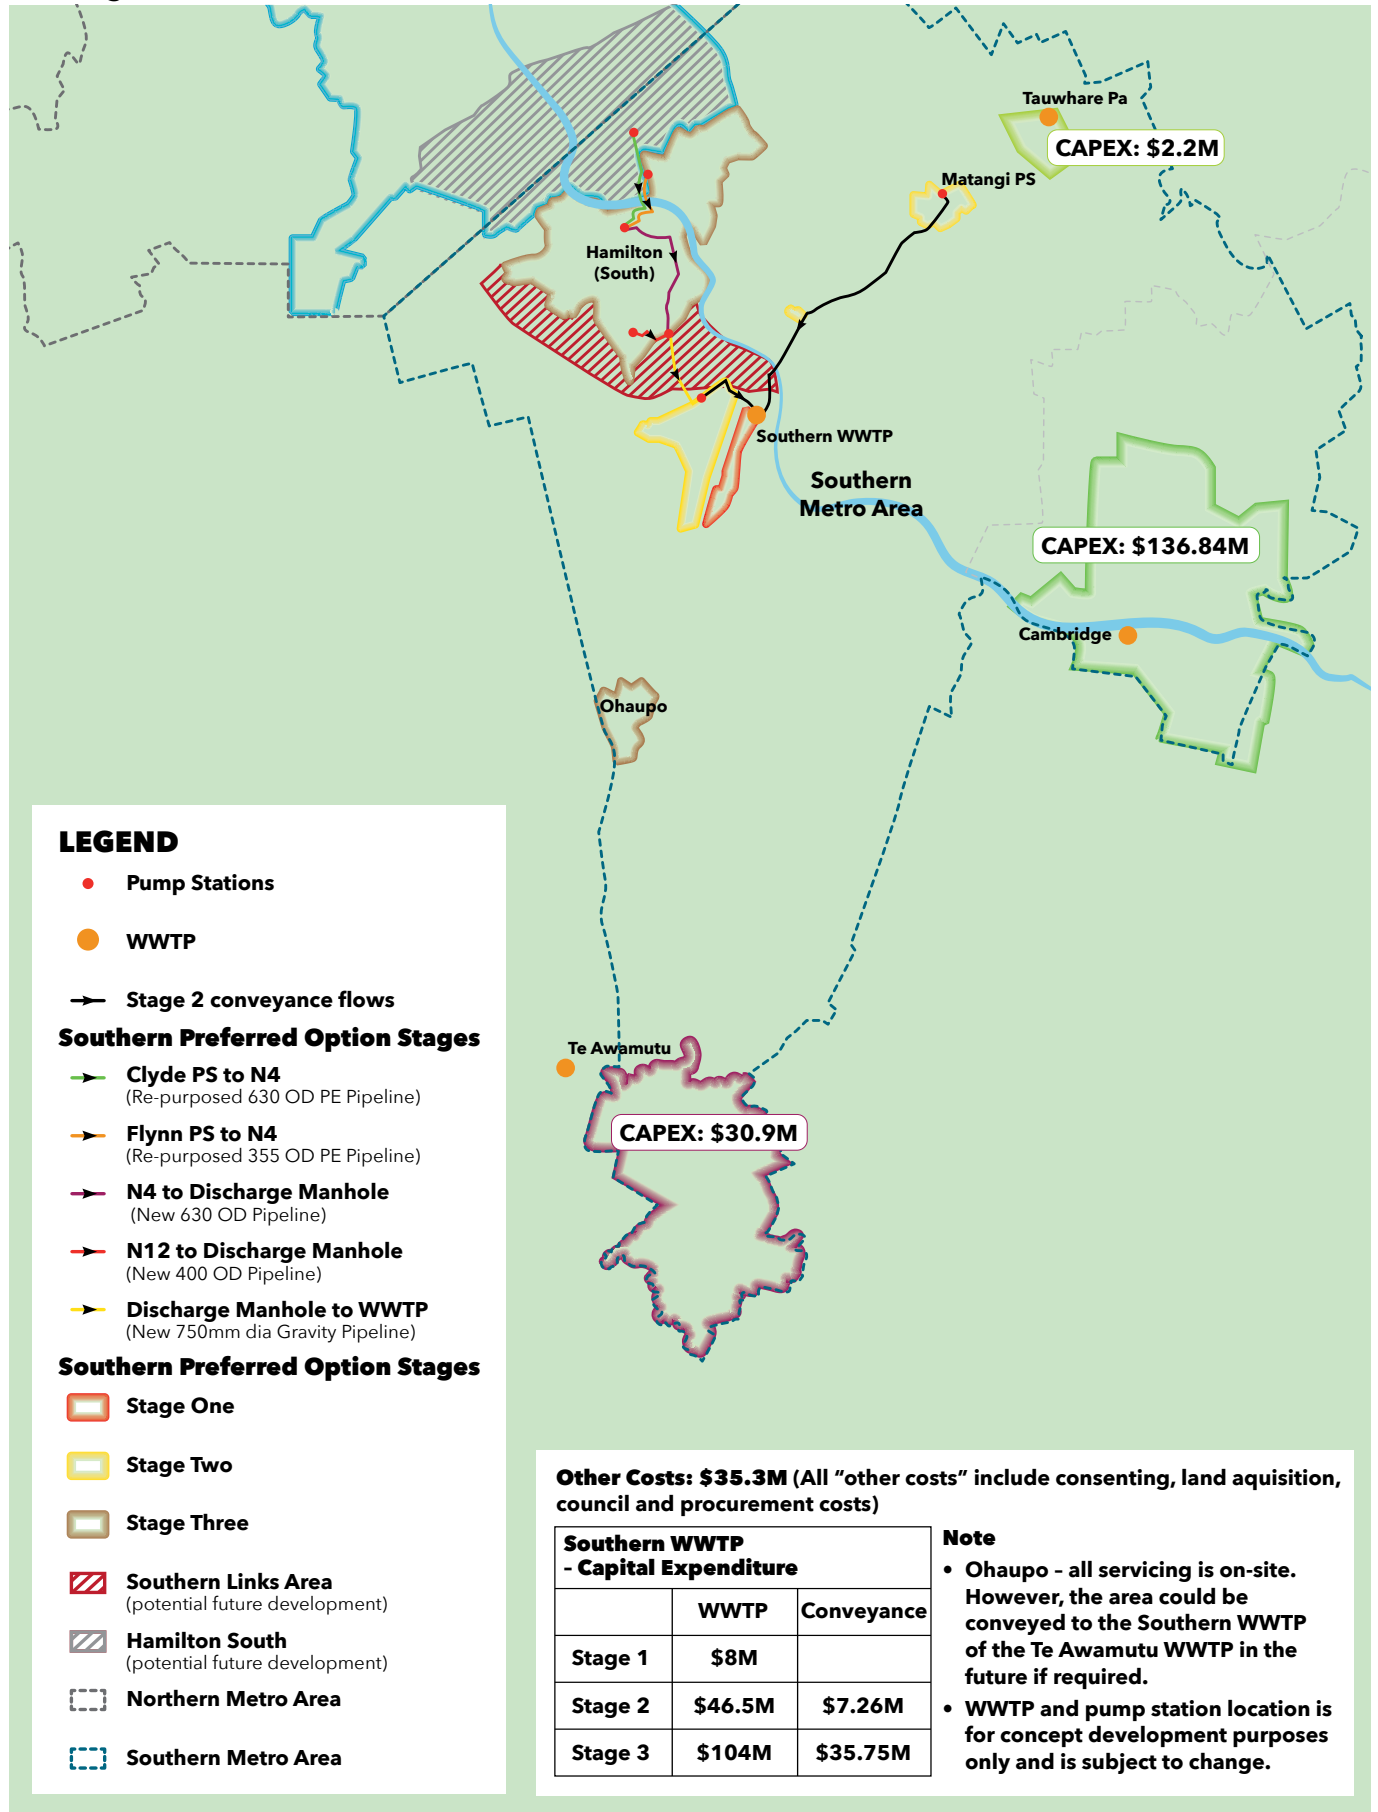 Tauwhare Pa
CAPEX: $2.2M
Matangi PS
Hamilton
(South)
Southern WWTP
Southern
Metro Area
CAPEX: $136.84M
Cambridge
Ohaupo
Te Awamutu
CAPEX: $30.9M
LEGEND
Pump Stations
WWTP
Stage 2 conveyance flows
Southern Preferred Option Stages
Clyde PS to N4
(Re-purposed 630 OD PE Pipeline)
Flynn PS to N4
(Re-purposed 355 OD PE Pipeline)
N4 to Discharge Manhole
(New 630 OD Pipeline)
N12 to Discharge Manhole
(New 400 OD Pipeline)
Discharge Manhole to WWTP
(New 750mm dia Gravity Pipeline)
Southern Preferred Option Stages
Stage One
Stage Two
Stage Three
Southern Links Area
(potential future development)
Hamilton South
(potential future development)
Northern Metro Area
Southern Metro Area
Other Costs: $35.3M (All “other costs” include consenting, land aquisition,
council and procurement costs)
Southern WWTP
– Capital Expenditure
WWTP Conveyance
Stage 1 $8M
Stage 2 $46.5M $7.26M
Stage 3 $104M $35.75M
Note
• Ohaupo – all servicing is on-site.
However, the area could be
conveyed to the Southern WWTP
of the Te Awamutu WWTP in the
future if required.
• WWTP and pump station location is
for concept development purposes
only and is subject to change.